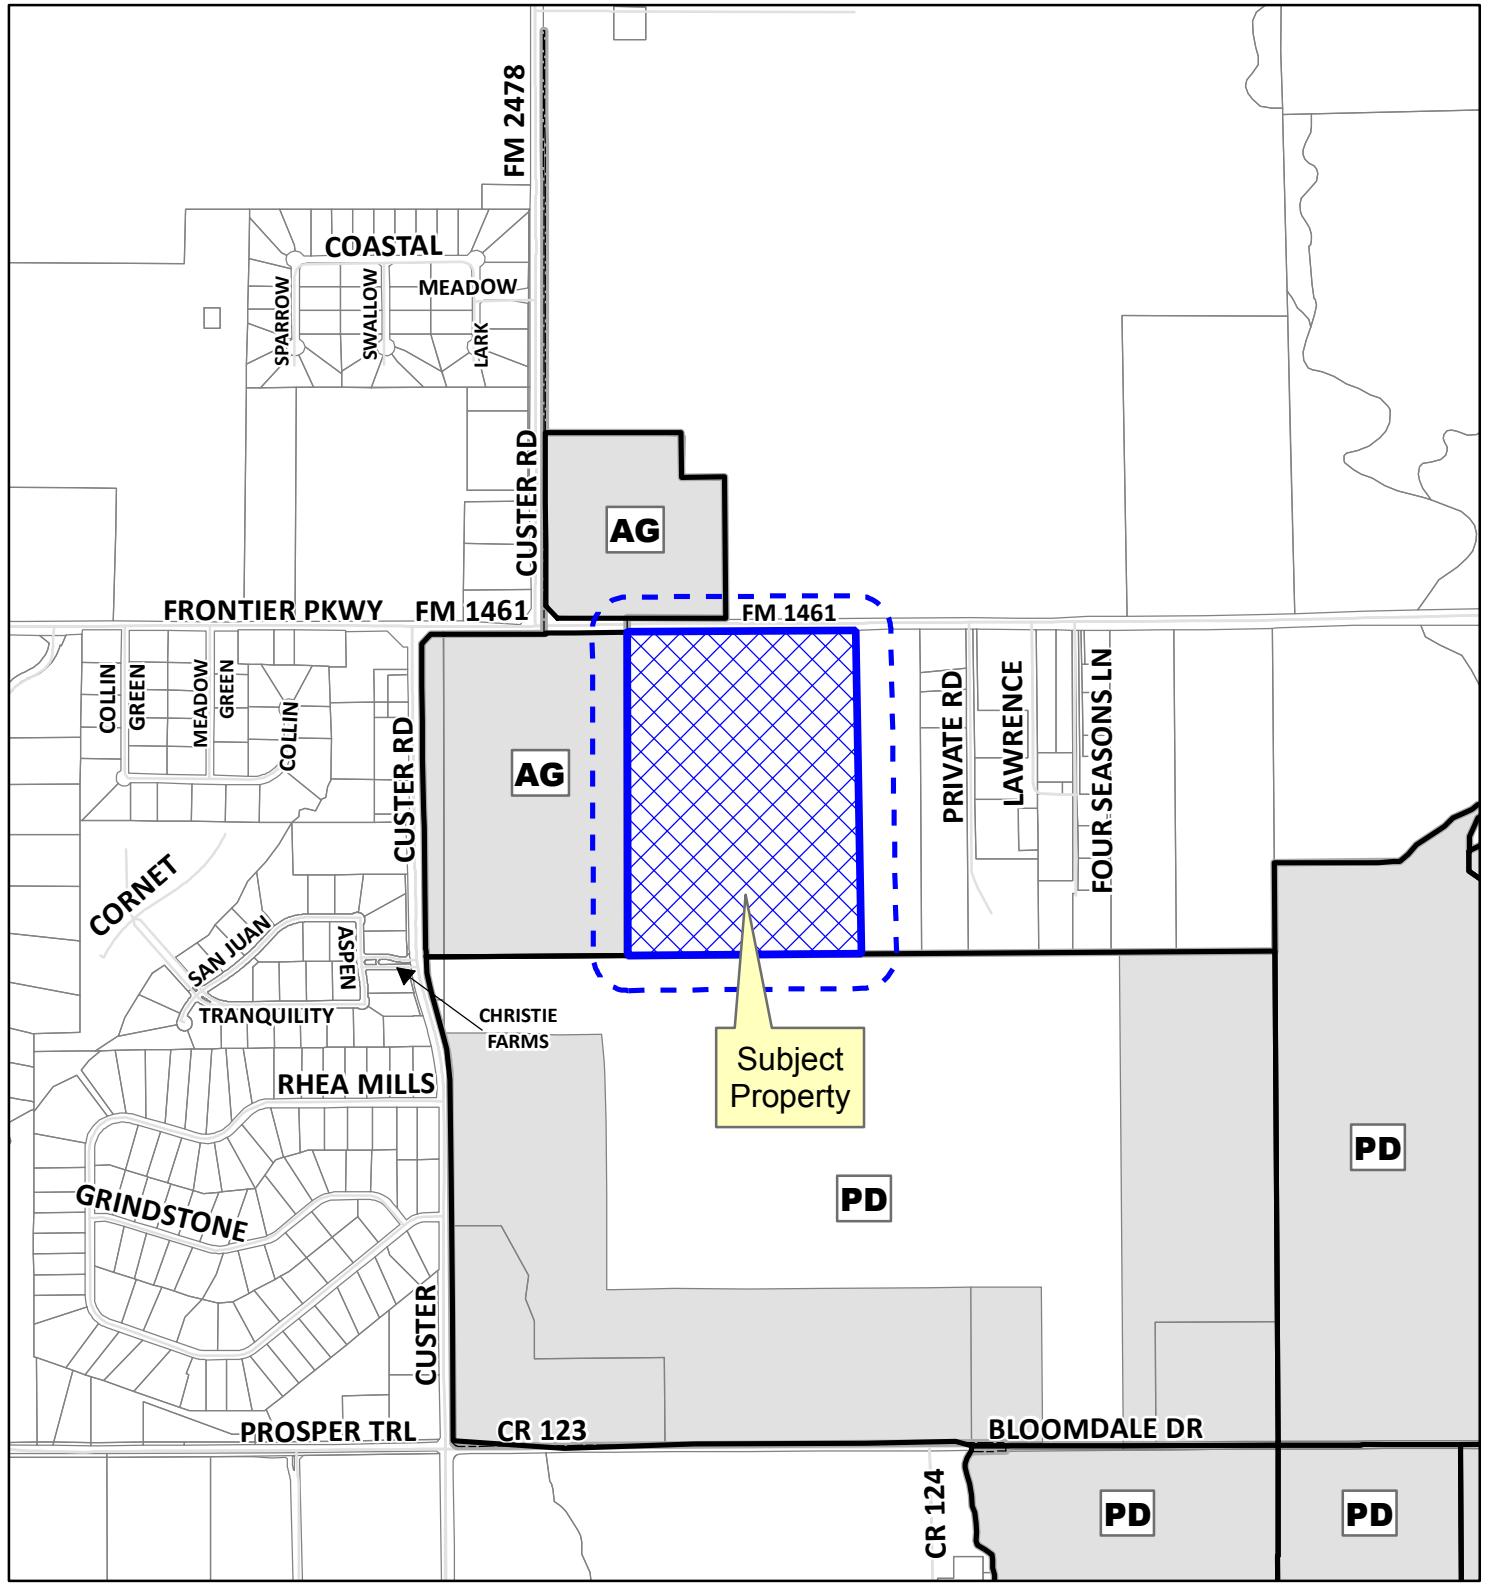 FM 2478
COASTAL
MEADOW
SPARROW
SWALLOW
LARK
CUSTER RD
AG
FRONTIER PKWY
FM 1461
FM 1461
COLLIN
GREEN
MEADOW
GREEN
COLLIN
CUSTER RD
AG
PRIVATE RD
LAWRENCE
FOUR SEASONS LN
CORNET
SAN JUAN
ASPEN
TRANQUILITY
CHRISTIE
FARMS
Subject
Property
RHEA MILLS
PD
PD
GRINDSTONE
CUSTER
PROSPER TRL
CR 123
BLOOMDALE DR
CR 124
PD
PD